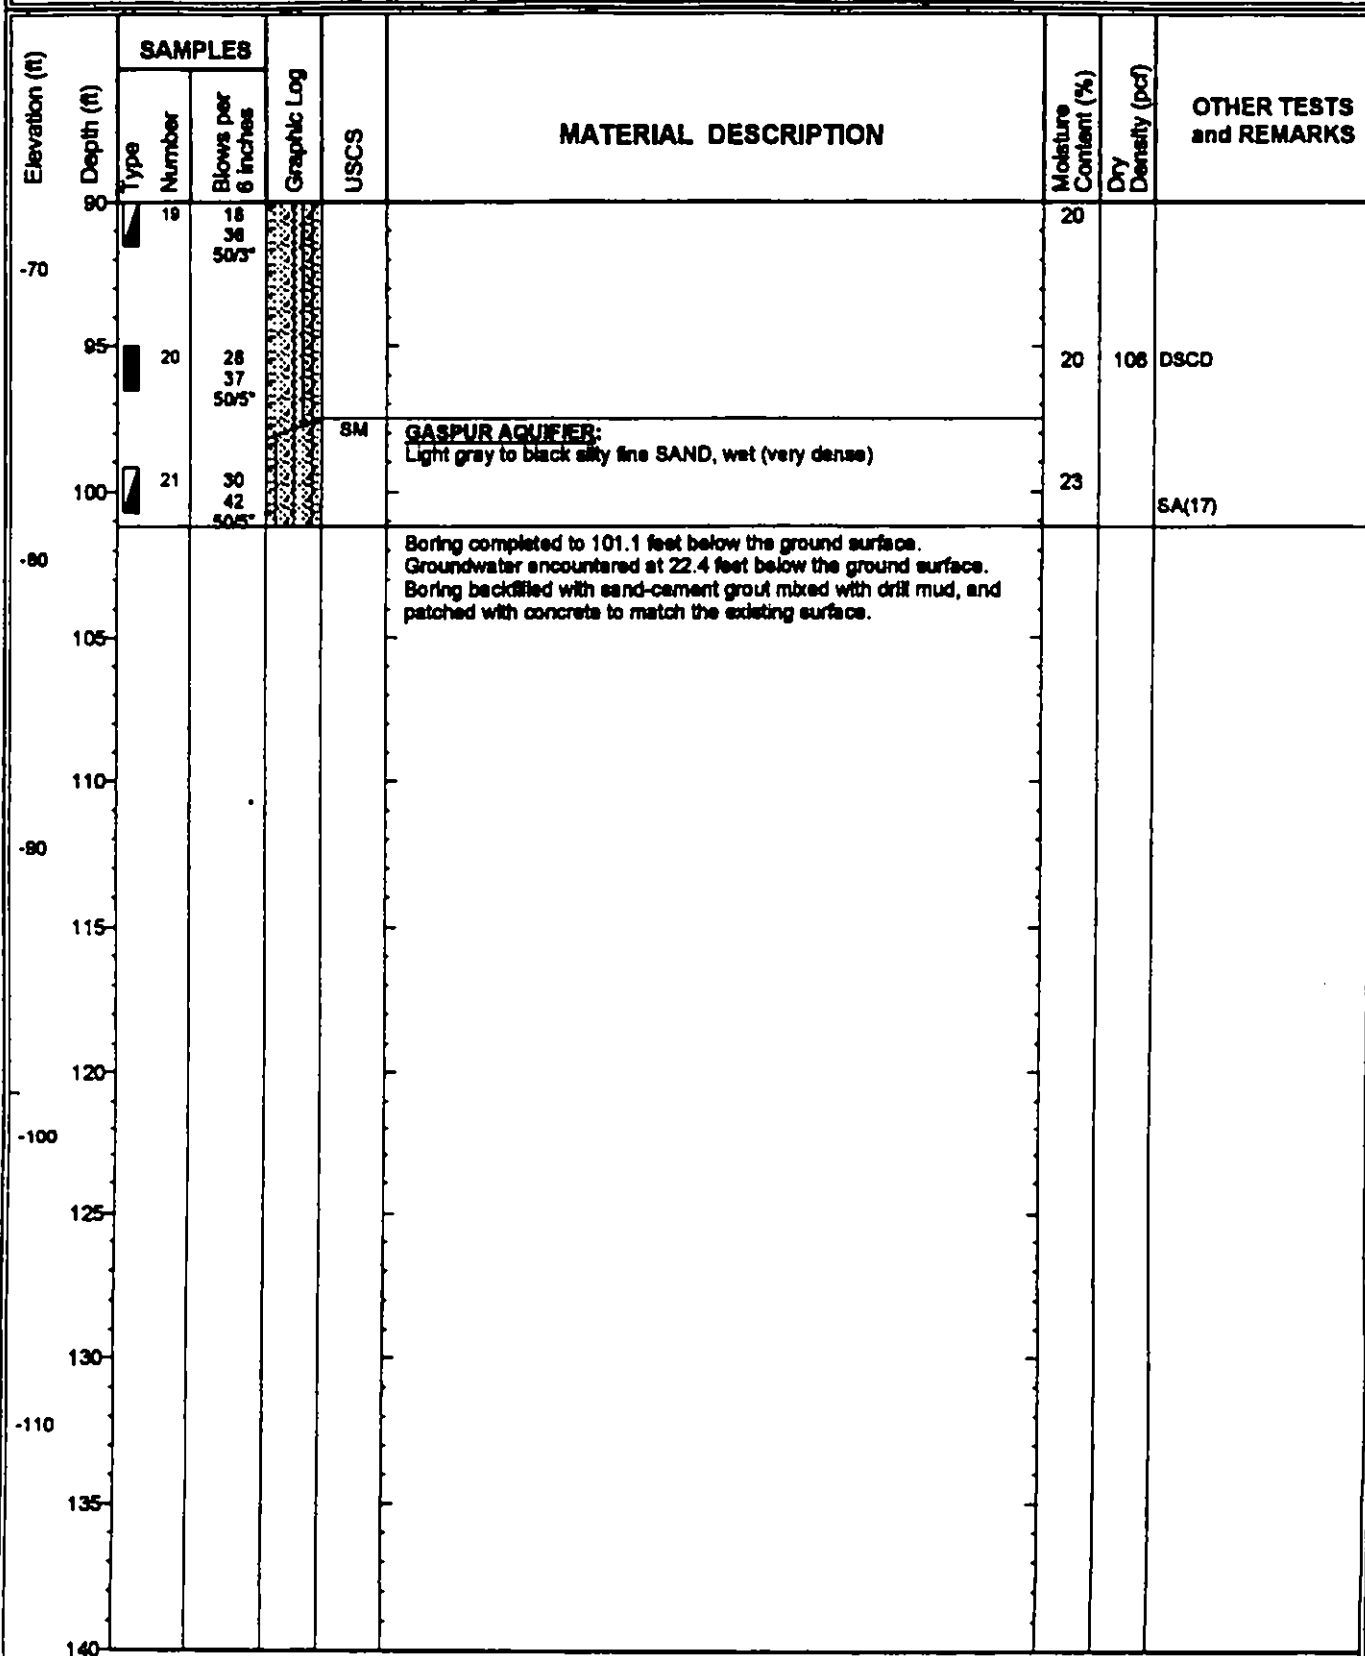 SAMPLES
Elevation (ft)
Depth (ft)
Type
Number
Blows per
6 inches
Graphic Log
USCS
MATERIAL DESCRIPTION
Moisture
Content (%)
Dry
Density (pcf)
OTHER TESTS
and REMARKS
90
19
18
36
50/3"
20
-70
95
20
28
37
50/5"
20
106
DSCD
SM
GASPUR AQUIFIER:
Light gray to black silty fine SAND, wet (very dense)
100
21
30
42
50/5"
23
SA(17)
Boring completed to 101.1 feet below the ground surface.
-80
Groundwater encountered at 22.4 feet below the ground surface.
Boring backfilled with sand-cement grout mixed with drill mud, and
patched with concrete to match the existing surface.
105
110
-90
115
120
-100
125
130
-110
135
140